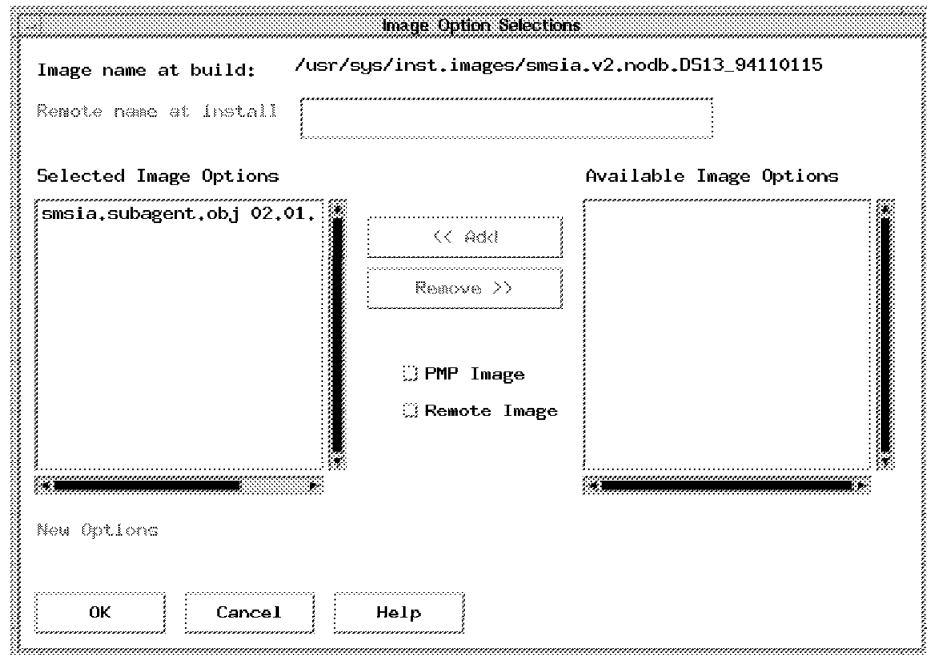 Image Option Selections
Image name at build: /usr/sys/inst.images/smsia.v2.nodb.DS13_94110115
Remote name at install
Selected Image Options
Available Image Options
smsia.subagent.obj 02.01.
<< Add
Remove >>
PMP Image
Remote Image
New Options
OK Cancel Help